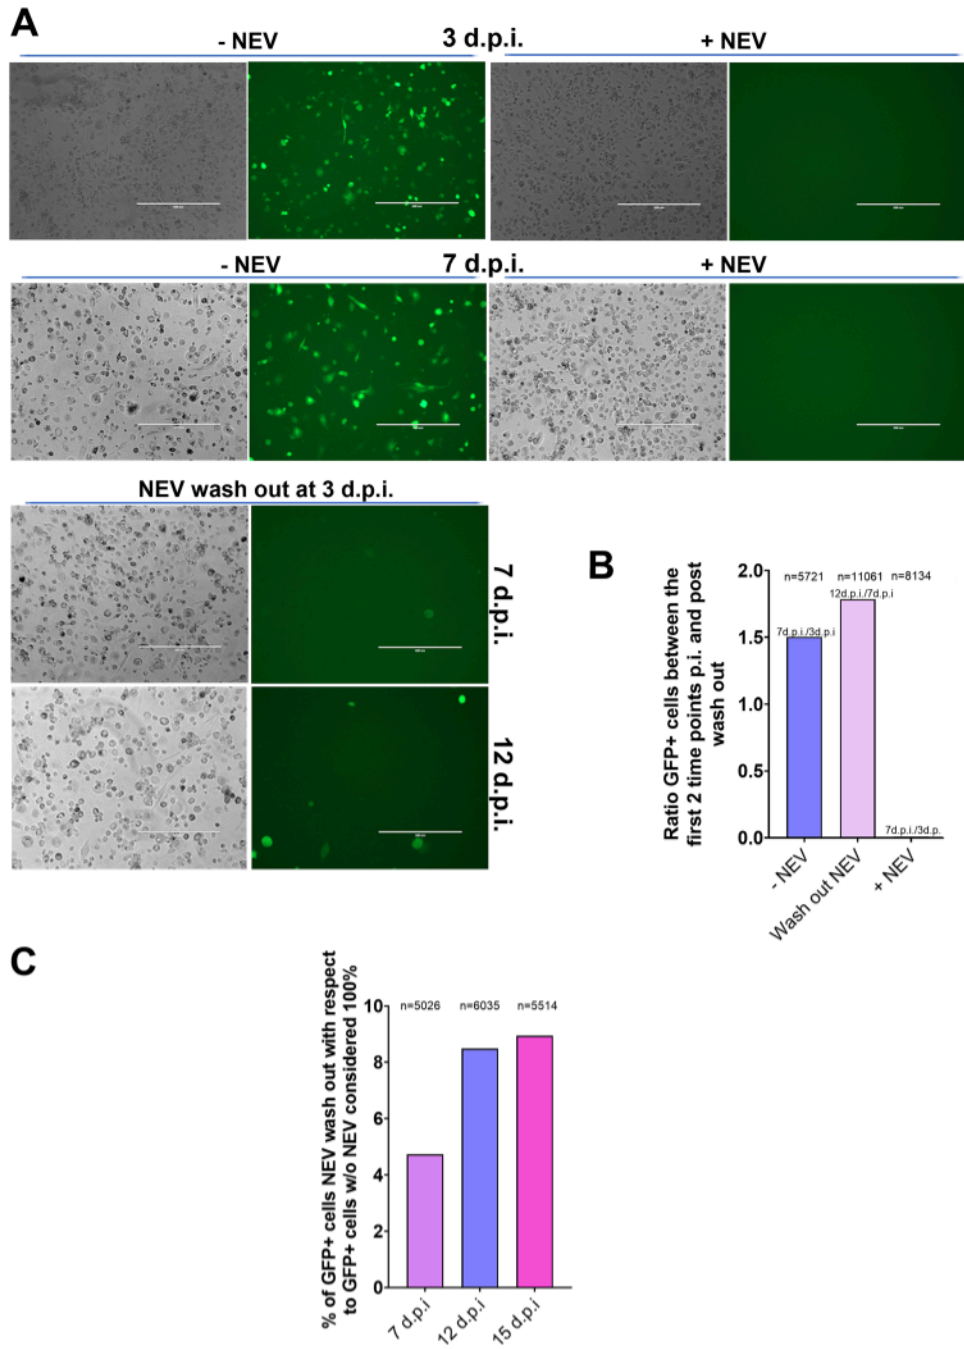 A
- NEV 3 d.p.i. + NEV
- NEV 7 d.p.i. + NEV
NEV wash out at 3 d.p.i.
7 d.p.i.
12 d.p.i.
B
Ratio GFP+ cells between the
first 2 time points p.i. and post
wash out
2.0
1.5
1.0
0.5
0.0
n=5721 n=11061 n=8134
12d.p.i./7d.p.i
7d.p.i./3d.p.i
7d.p.i./3d.p.
- NEV
Wash out NEV
+ NEV
C
% of GFP+ cells NEV wash out with respect
to GFP+ cells w/o NEV considered 100%
10
8
6
4
2
0
n=5026 n=6035 n=5514
7 d.p.i
12 d.p.i
15 d.p.i